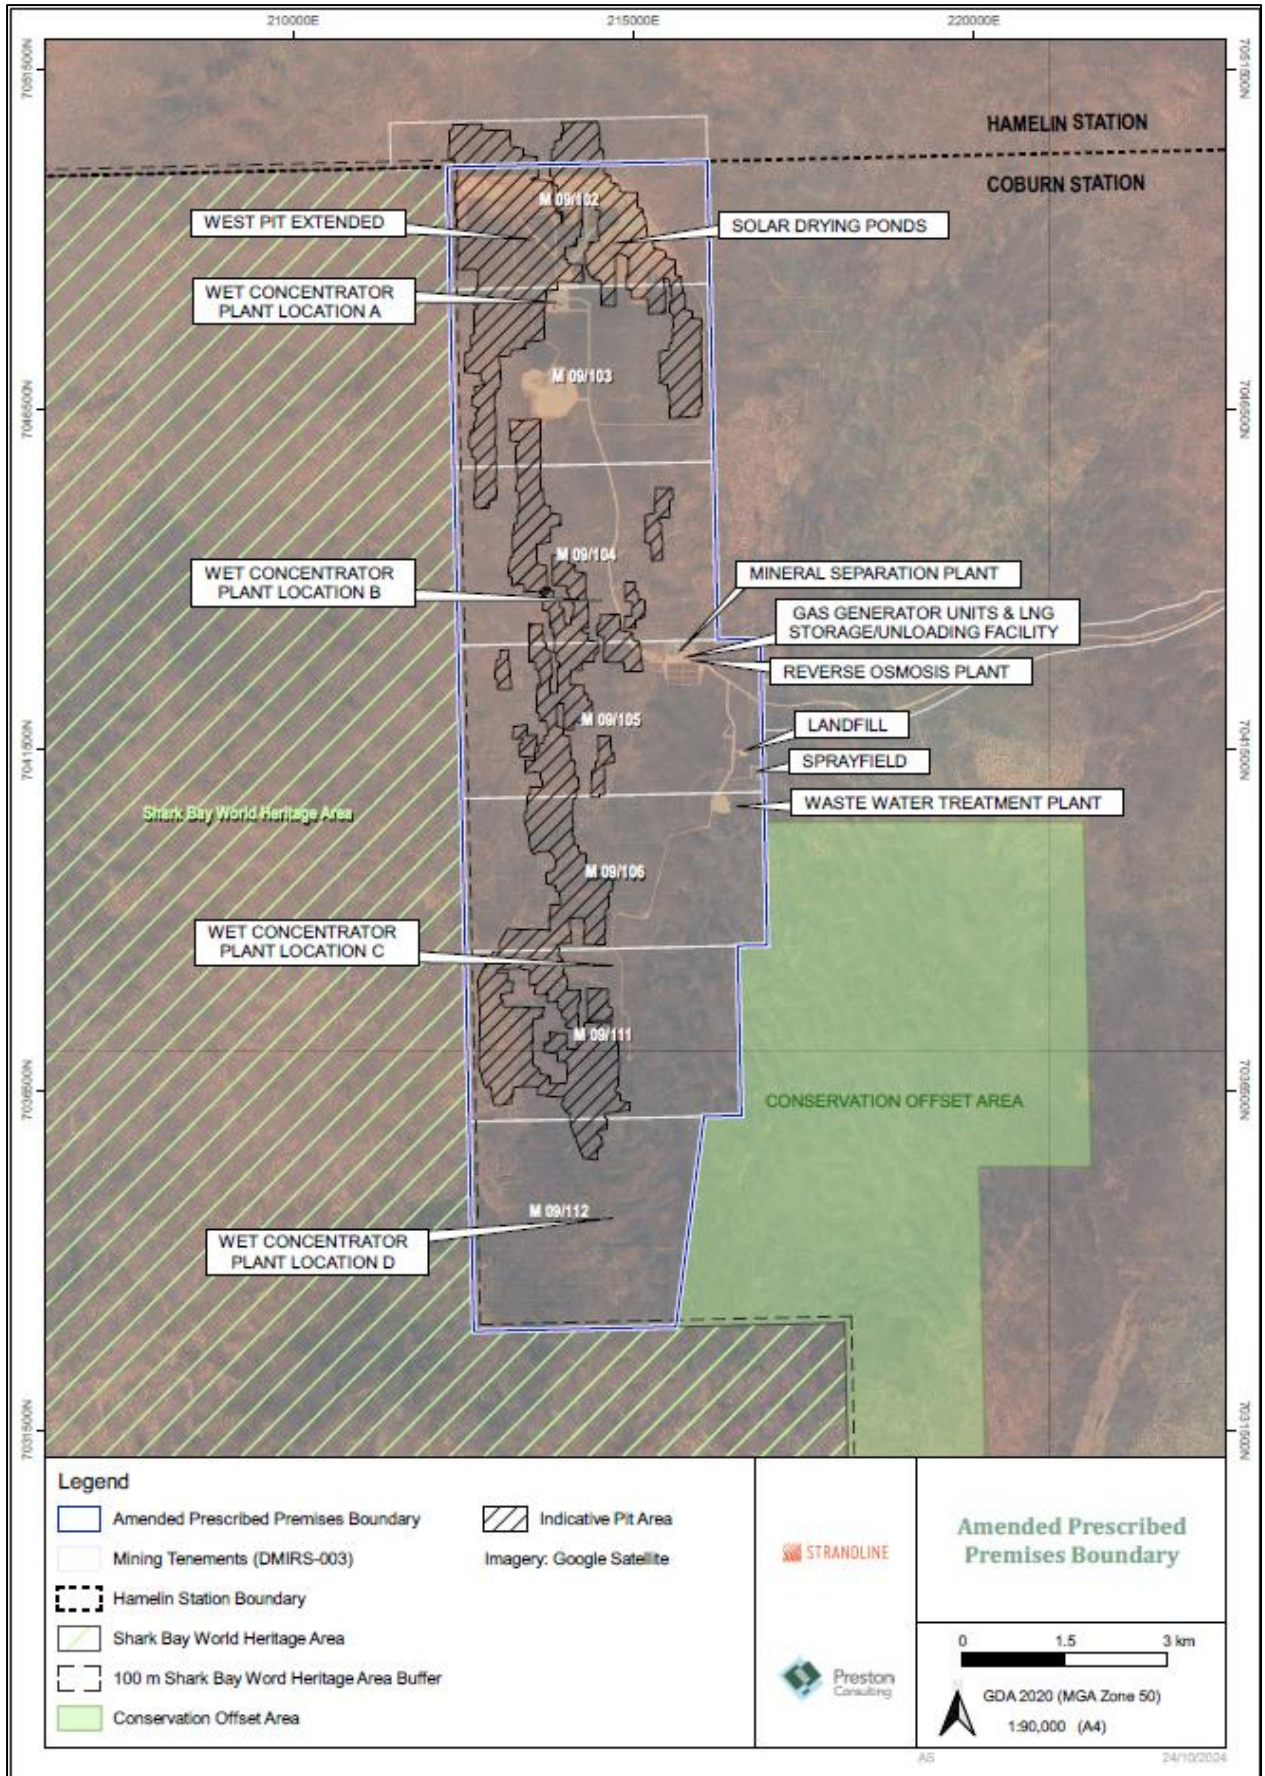 210000E
215000E
220000E
7051500N
7051500N
HAMELIN STATION
COBURN STATION
M 09/102
WEST PIT EXTENDED
SOLAR DRYING PONDS
WET CONCENTRATOR
PLANT LOCATION A
M 09/103
7046500N
7046500N
M 09/104
WET CONCENTRATOR
PLANT LOCATION B
MINERAL SEPARATION PLANT
GAS GENERATOR UNITS & LNG
STORAGE/UNLOADING FACILITY
REVERSE OSMOSIS PLANT
M 09/105
LANDFILL
7041500N
7041500N
SPRAYFIELD
WASTE WATER TREATMENT PLANT
Shark Bay World Heritage Area
M 09/106
WET CONCENTRATOR
PLANT LOCATION C
M 09/111
7036500N
7036500N
CONSERVATION OFFSET AREA
M 09/112
WET CONCENTRATOR
PLANT LOCATION D
7031500N
7031500N
Legend
Amended Prescribed Premises Boundary
Mining Tenements (DMIRS-003)
Hamelin Station Boundary
Shark Bay World Heritage Area
100 m Shark Bay Word Heritage Area Buffer
Conservation Offset Area
Indicative Pit Area
Imagery: Google Satellite
STRANDLINE
Preston
Consulting
Amended Prescribed
Premises Boundary
0 1.5 3 km
N
GDA 2020 (MGA Zone 50)
1:90,000 (A4)
AS
24/10/2024